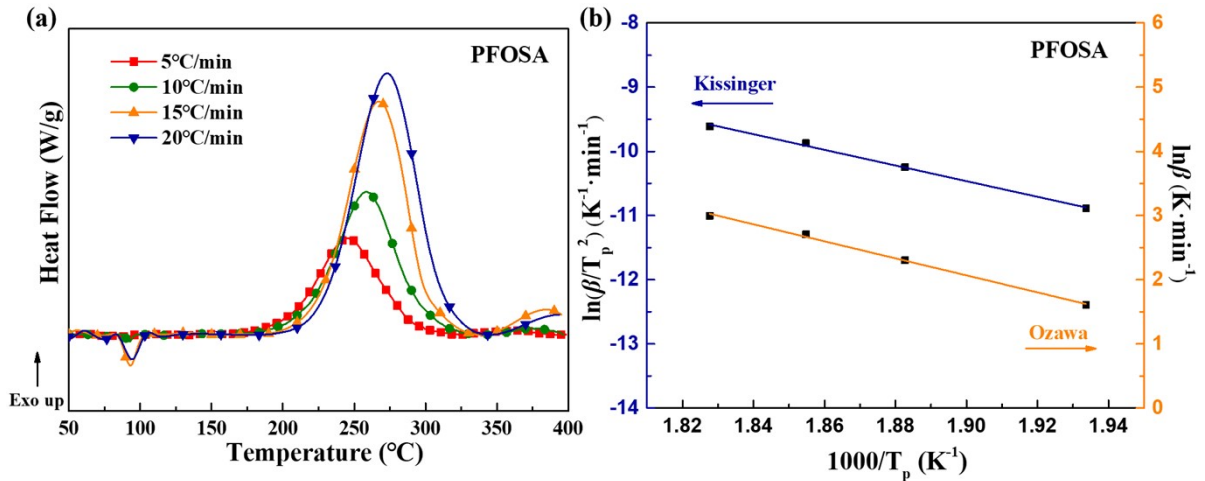 (a)
PFOSA
5°C/min
10°C/min
15°C/min
20°C/min
Heat Flow (W/g)
Exo up
50 100 150 200 250 300 350 400
Temperature (°C)
(b)
PFOSA
Kissinger
Ozawa
ln(β/Tp²) (K⁻¹·min⁻¹)
-8
-9
-10
-11
-12
-13
-14
lnβ (K·min⁻¹)
6
5
4
3
2
1
0
1.82 1.84 1.86 1.88 1.90 1.92 1.94
1000/Tp (K⁻¹)